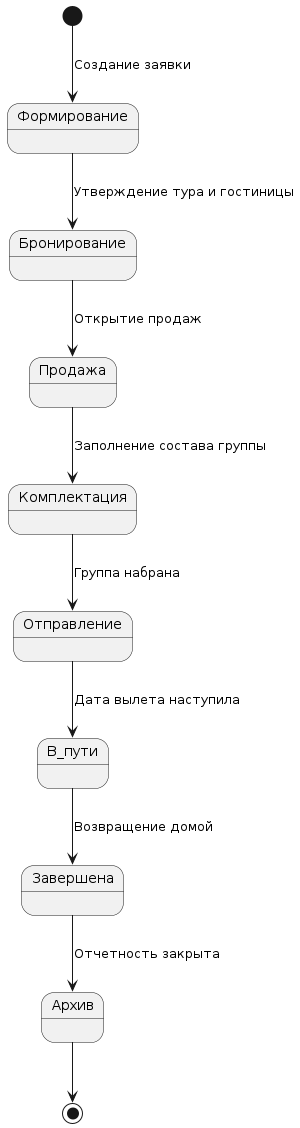 Создание заявки
Формирование
Утверждение тура и гостиницы
Бронирование
Открытие продаж
Продажа
Заполнение состава группы
Комплектация
Группа набрана
Отправление
Дата вылета наступила
В_пути
Возвращение домой
Завершена
Отчетность закрыта
Архив